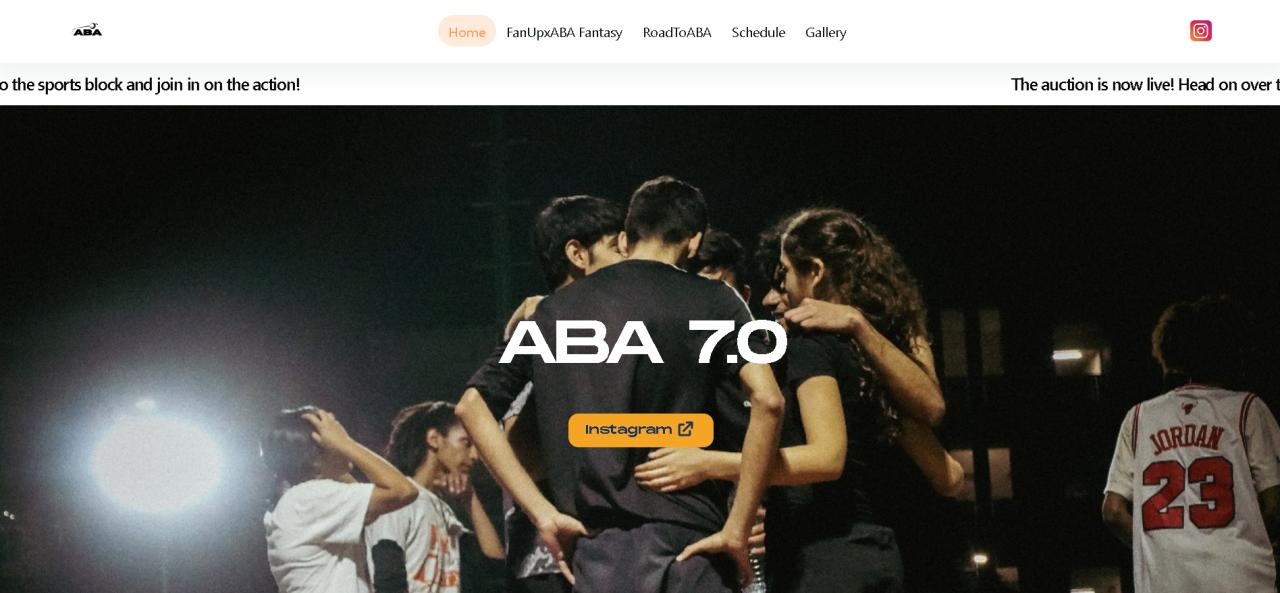 ABA
Home
FanUpxABA Fantasy
RoadToABA
Schedule
Gallery
o the sports block and join in on the action!
The auction is now live! Head on over t
ABA 7.0
Instagram
JORDAN
23